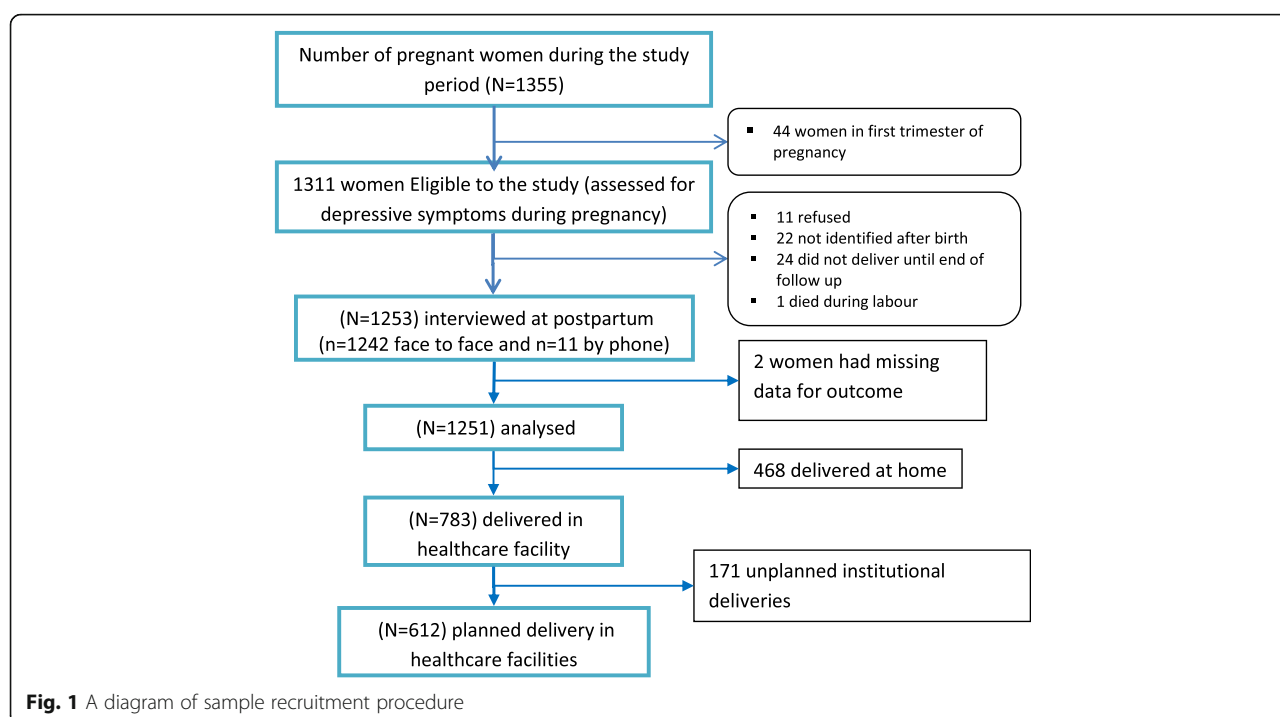 Number of pregnant women during the study
period (N=1355)
▪ 44 women in first trimester of
pregnancy
1311 women Eligible to the study (assessed for
depressive symptoms during pregnancy)
▪ 11 refused
▪ 22 not identified after birth
▪ 24 did not deliver until end of
follow up
▪ 1 died during labour
(N=1253) interviewed at postpartum
(n=1242 face to face and n=11 by phone)
2 women had missing
data for outcome
(N=1251) analysed
468 delivered at home
(N=783) delivered in
healthcare facility
171 unplanned institutional
deliveries
(N=612) planned delivery in
healthcare facilities
Fig. 1 A diagram of sample recruitment procedure